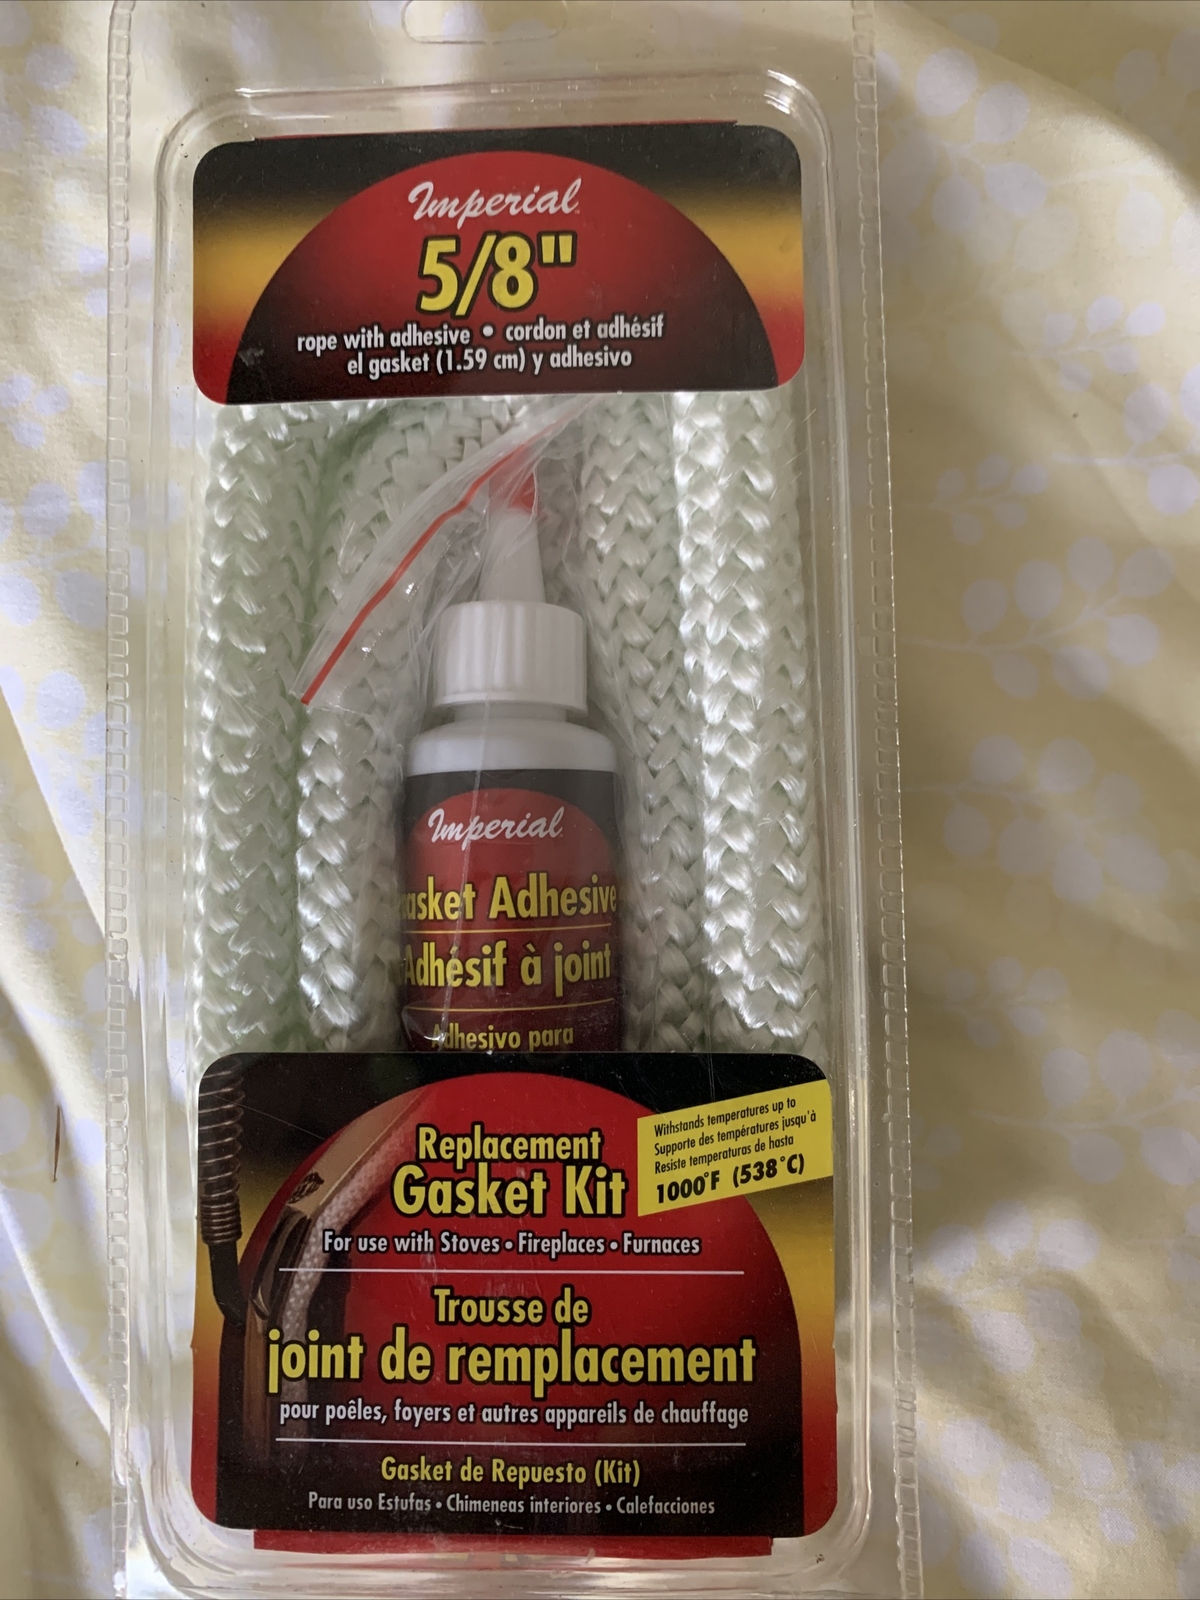 Imperial
5/8"
rope with adhesive • cordon et adhésif
el gasket (1.59 cm) y adhesivo
Imperial
asket Adhesive
Adhésif à joint
Adhesivo para
Replacement
Gasket Kit
For use with Stoves • Fireplaces • Furnaces
Withstands temperatures up to
Supporte des températures jusqu'à
Resiste temperaturas de hasta
1000°F (538°C)
Trousse de
joint de remplacement
pour poêles, foyers et autres appareils de chauffage
Gasket de Repuesto (Kit)
Para uso Estufas • Chimeneas interiores • Calefacciones